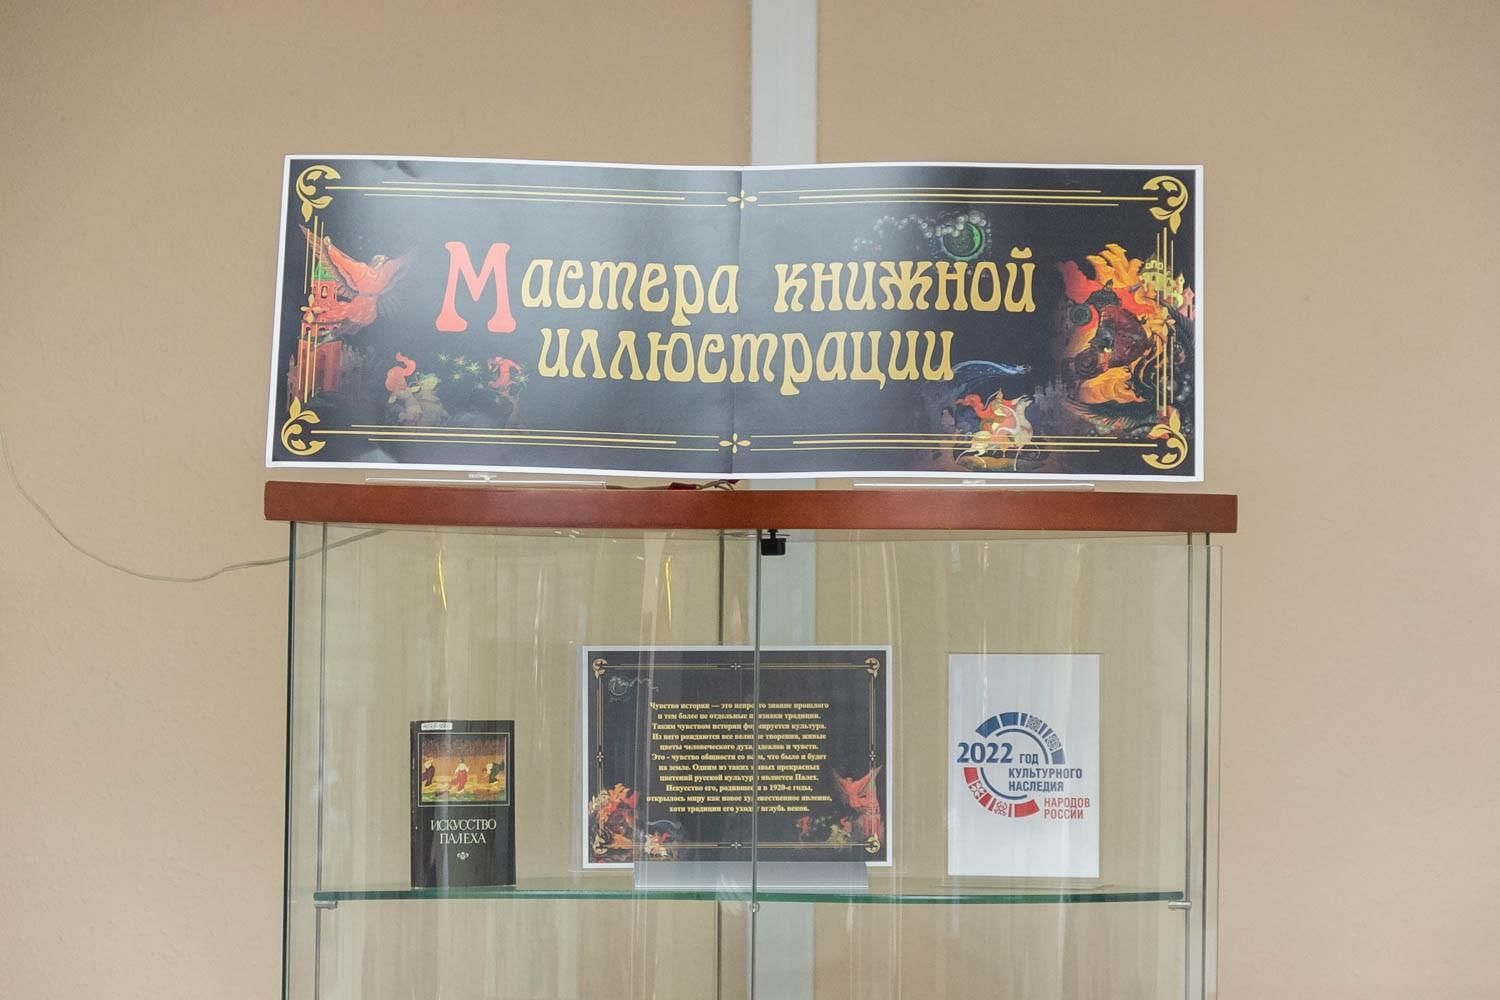 Мастера книжной
иллюстрации
ИСКУССТВО
ПАЛЕХА
Чувство истории — это непросто знание прошлого
и тем более не отдельные признаки традиции.
Таким чувством истории формируется культура.
Из него рождаются все великие творения, живые
цветы человеческого духа, идеалов и чувств.
Это - чувство общности со всем, что было и будет
на земле. Одним из таких живых прекрасных
цветений русской культуры является Палех.
Искусство его, родившееся в 1920-е годы,
открылось миру как новое художественное явление,
хотя традиции его уходят вглубь веков.
2022 ГОД
КУЛЬТУРНОГО
НАСЛЕДИЯ
НАРОДОВ
РОССИИ